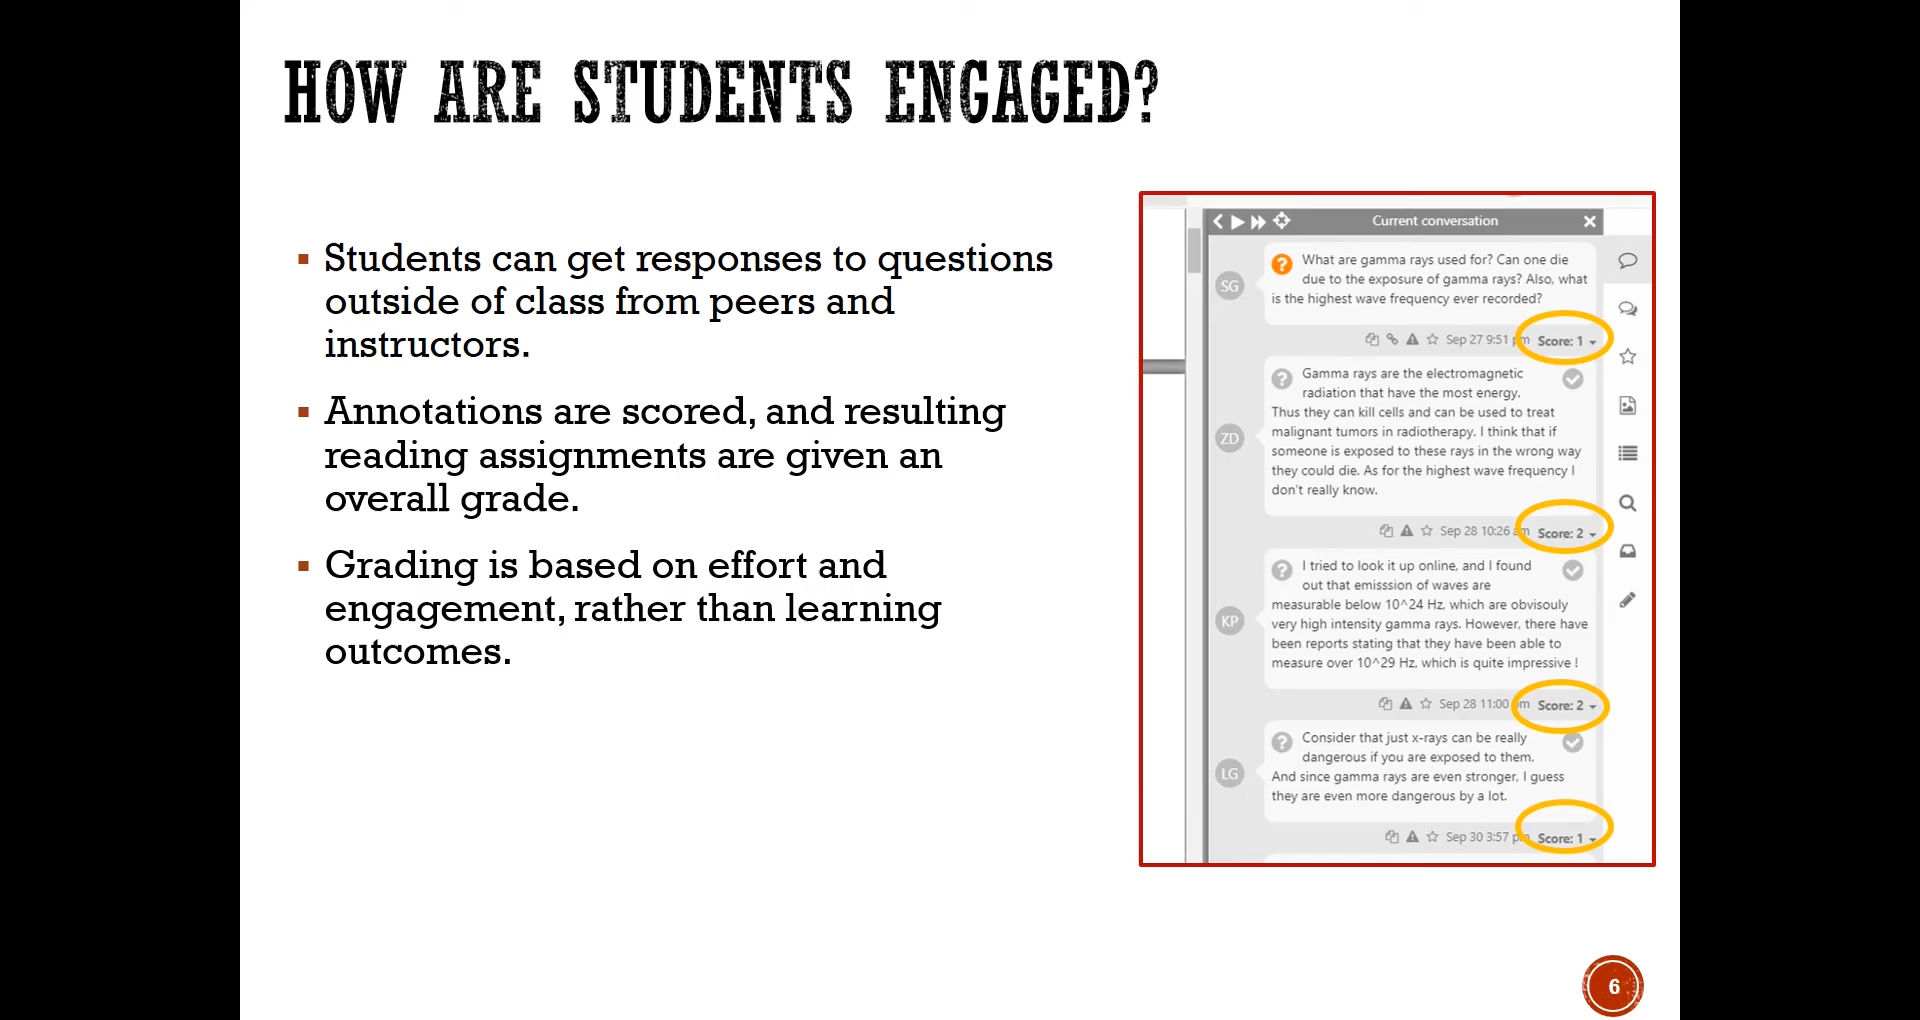 HOW ARE STUDENTS ENGAGED?
Students can get responses to questions
outside of class from peers and
instructors.
Annotations are scored, and resulting
reading assignments are given an
overall grade.
Grading is based on effort and
engagement, rather than learning
outcomes.
Current conversation
SG
What are gamma rays used for? Can one die
due to the exposure of gamma rays? Also, what
is the highest wave frequency ever recorded?
Sep 27 9:51 pm Score: 1
ZD
Gamma rays are the electromagnetic
radiation that have the most energy.
Thus they can kill cells and can be used to treat
malignant tumors in radiotherapy. I think that if
someone is exposed to these rays in the wrong way
they could die. As for the highest wave frequency I
don't really know.
Sep 28 10:26 am Score: 2
KP
I tried to look it up online, and I found
out that emisssion of waves are
measurable below 10^24 Hz, which are obvisouly
very high intensity gamma rays. However, there have
been reports stating that they have been able to
measure over 10^29 Hz, which is quite impressive !
Sep 28 11:00 pm Score: 2
LG
Consider that just x-rays can be really
dangerous if you are exposed to them.
And since gamma rays are even stronger, I guess
they are even more dangerous by a lot.
Sep 30 3:57 pm Score: 1
6